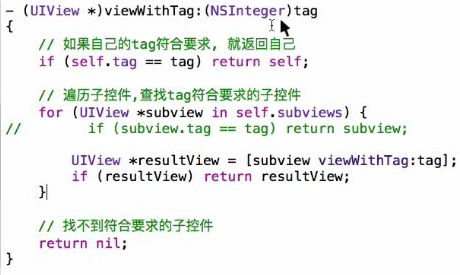 - (UIView *)viewWithTag:(NSInteger)tag
{
    // 如果自己的tag符合要求, 就返回自己
    if (self.tag == tag) return self;

    // 遍历子控件,查找tag符合要求的子控件
    for (UIView *subview in self.subviews) {
//        if (subview.tag == tag) return subview;

        UIView *resultView = [subview viewWithTag:tag];
        if (resultView) return resultView;
    }

    // 找不到符合要求的子控件
    return nil;
}